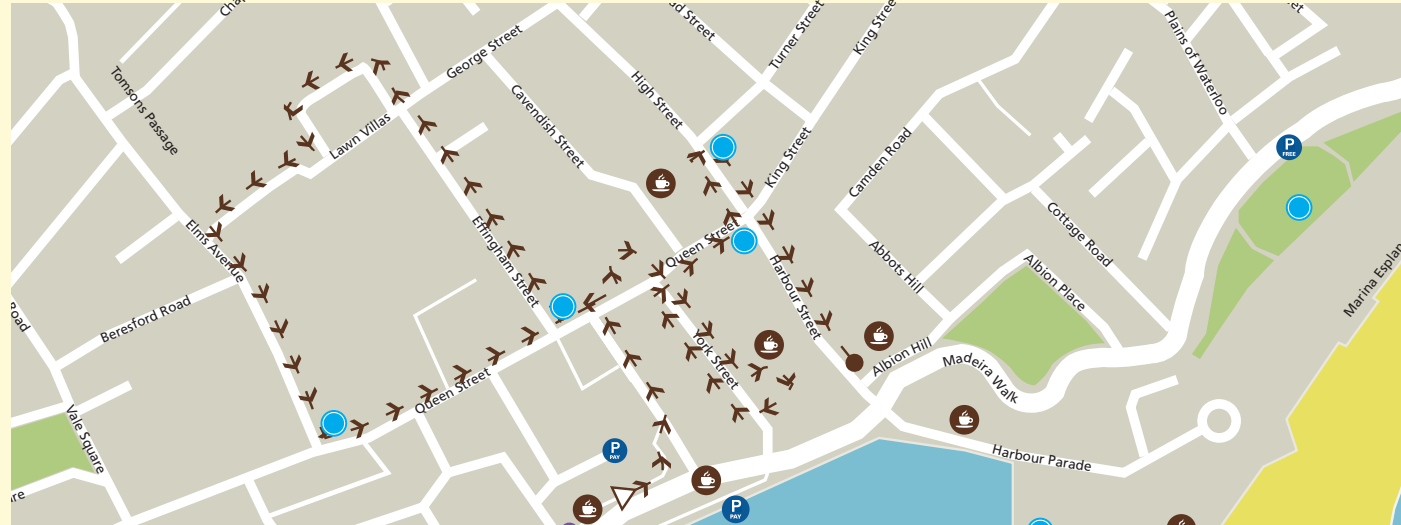 Tomsons Passage
George Street
Cavendish Street
High Street
Turner Street
King Street
Plains of Waterloo
Lawn Villas
King Street
Camden Road
Cottage Road
P
FREE
Elms Avenue
Effingham Street
Queen Street
Harbour Street
Abbots Hill
Albion Place
Beresford Road
Road
York Street
Albion Hill
Madeira Walk
Queen Street
Vale Square
P
PAY
Harbour Parade
P
PAY